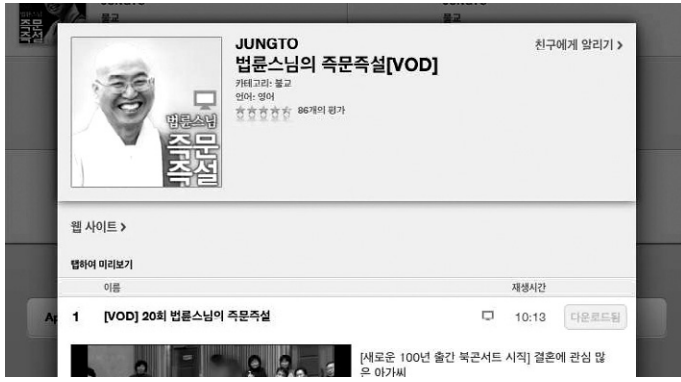 JUNGTO
법륜스님의 즉문즉설[VOD]
친구에게 알리기 >
카테고리: 불교
언어: 영어
86개의 평가
법륜스님
즉문
즉설
웹 사이트 >
탭하여 미리보기
이름 재생시간
1 [VOD] 20회 법륜스님이 즉문즉설 10:13 다운로드됨
[새로운 100년 출간 북콘서트 시직] 결혼에 관심 많
은 아가씨